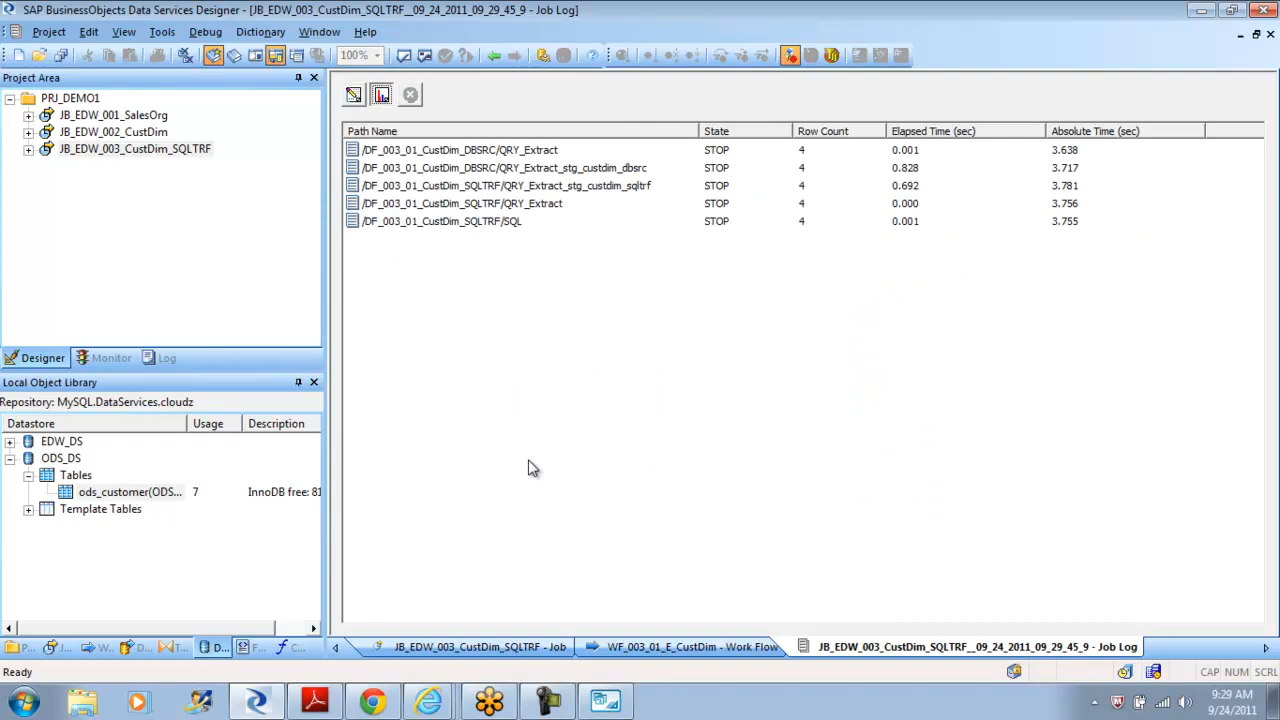 SAP BusinessObjects Data Services Designer - [JB_EDW_003_CustDim_SQLTRF__09_24_2011_09_29_45_9 - Job Log]
Project Edit View Tools Debug Dictionary Window Help
100%
Project Area
PRJ_DEMO1
JB_EDW_001_SalesOrg
JB_EDW_002_CustDim
JB_EDW_003_CustDim_SQLTRF
Path Name State Row Count Elapsed Time (sec) Absolute Time (sec)
/DF_003_01_CustDim_DBSRC/QRY_Extract STOP 4 0.001 3.638
/DF_003_01_CustDim_DBSRC/QRY_Extract_stg_custdim_dbsrc STOP 4 0.828 3.717
/DF_003_01_CustDim_SQLTRF/QRY_Extract_stg_custdim_sqltrf STOP 4 0.692 3.781
/DF_003_01_CustDim_SQLTRF/QRY_Extract STOP 4 0.000 3.756
/DF_003_01_CustDim_SQLTRF/SQL STOP 4 0.001 3.755
Designer Monitor Log
Local Object Library
Repository: MySQL.DataServices.cloudz
Datastore Usage Description
EDW_DS
ODS_DS
Tables
ods_customer(ODS... 7 InnoDB free: 81
Template Tables
P... J... W... D... T... D... F... C...
JB_EDW_003_CustDim_SQLTRF - Job WF_003_01_E_CustDim - Work Flow JB_EDW_003_CustDim_SQLTRF__09_24_2011_09_29_45_9 - Job Log
Ready CAP NUM SCRL
9:29 AM
9/24/2011